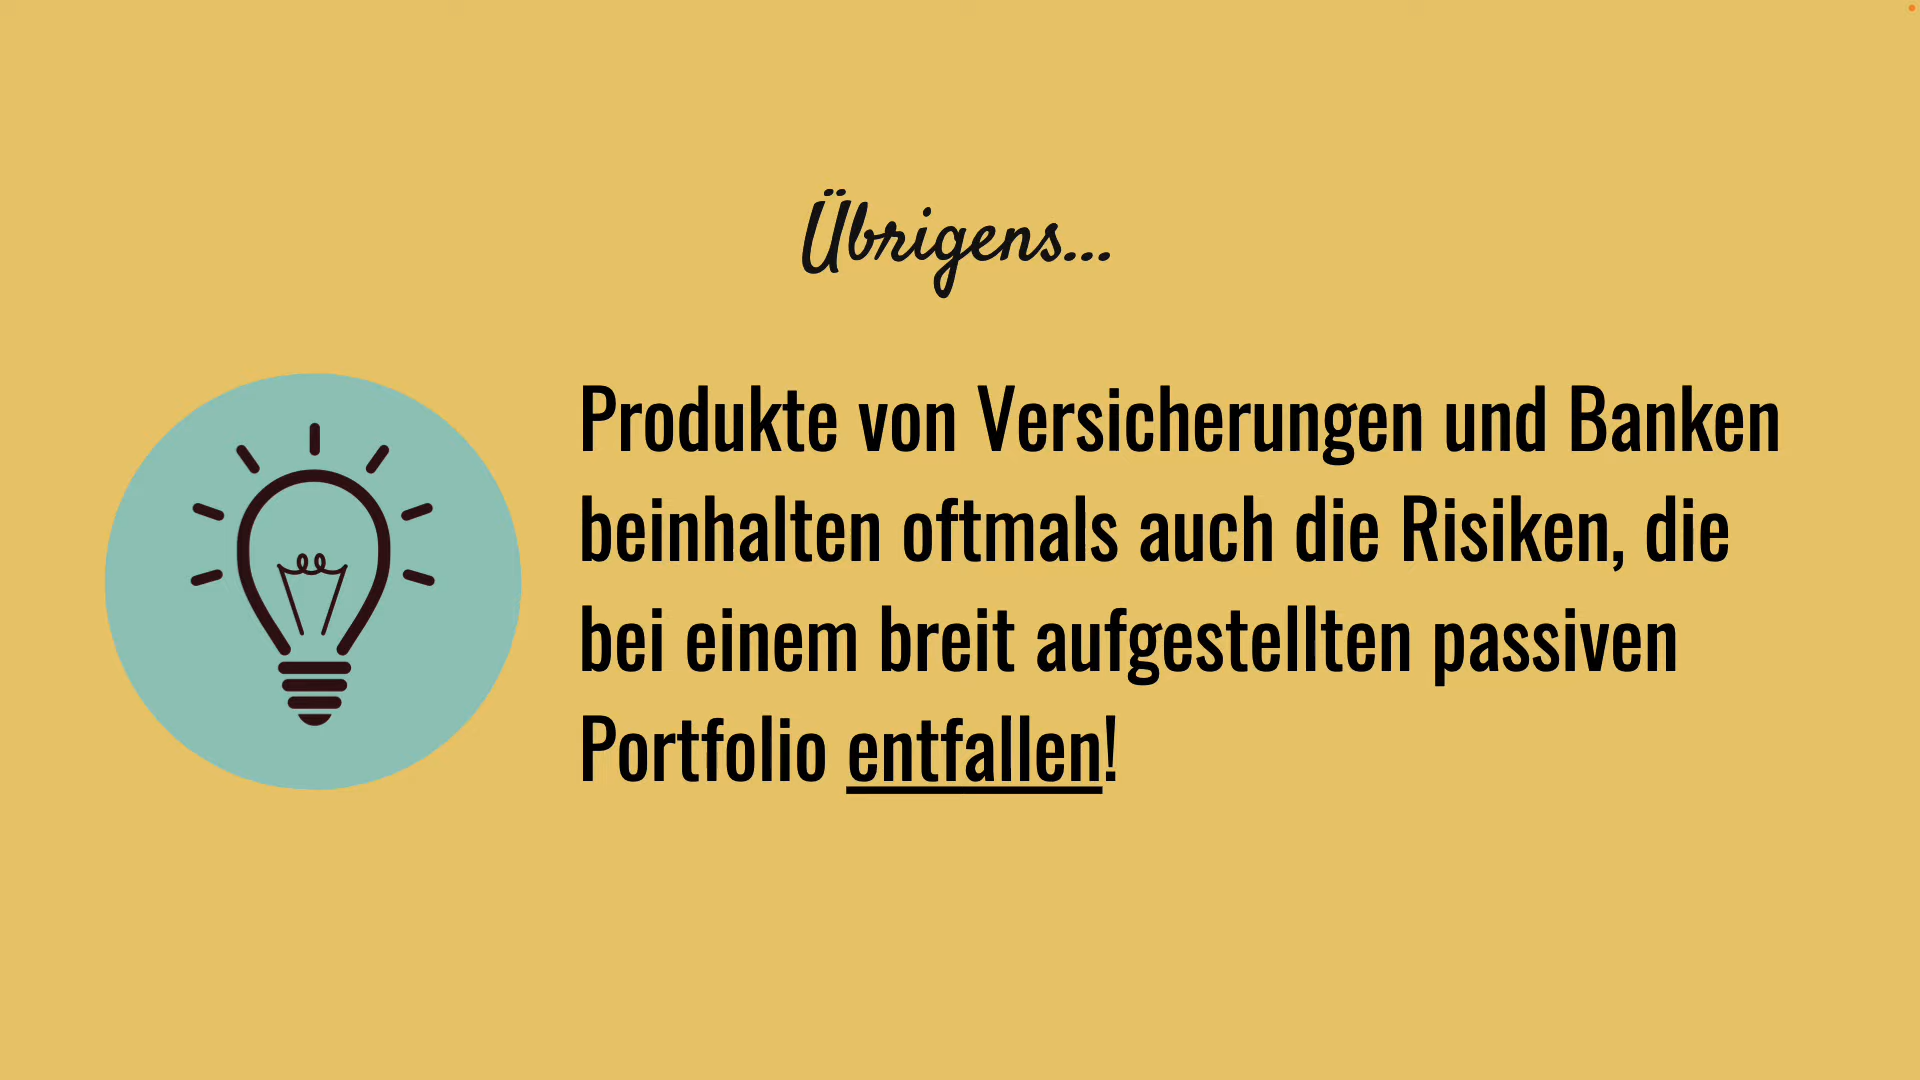 Übrigens...
Produkte von Versicherungen und Banken
beinhalten oftmals auch die Risiken, die
bei einem breit aufgestellten passiven
Portfolio entfallen!